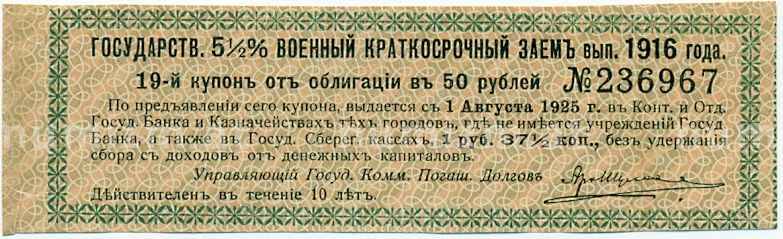 ГОСУДАРСТВ. 5½% ВОЕННЫЙ КРАТКОСРОЧНЫЙ ЗАЕМЪ вып. 1916 года.
19-й купонъ отъ облигаціи въ 50 рублей №236967
По предъявленіи сего купона, выдается съ 1 Августа 1925 г. въ Конт. и Отд.
Госуд. Банка и Казначействахъ тѣхъ городовъ, гдѣ не имѣется учрежденій Госуд.
Банка, а также въ Госуд. Сберег. кассахъ, 1 руб. 37½ коп., безъ удержанія
сбора съ доходовъ отъ денежныхъ капиталовъ.
Управляющій Госуд. Комм. Погаш. Долговъ
Дѣйствителенъ въ теченіе 10 лѣтъ.